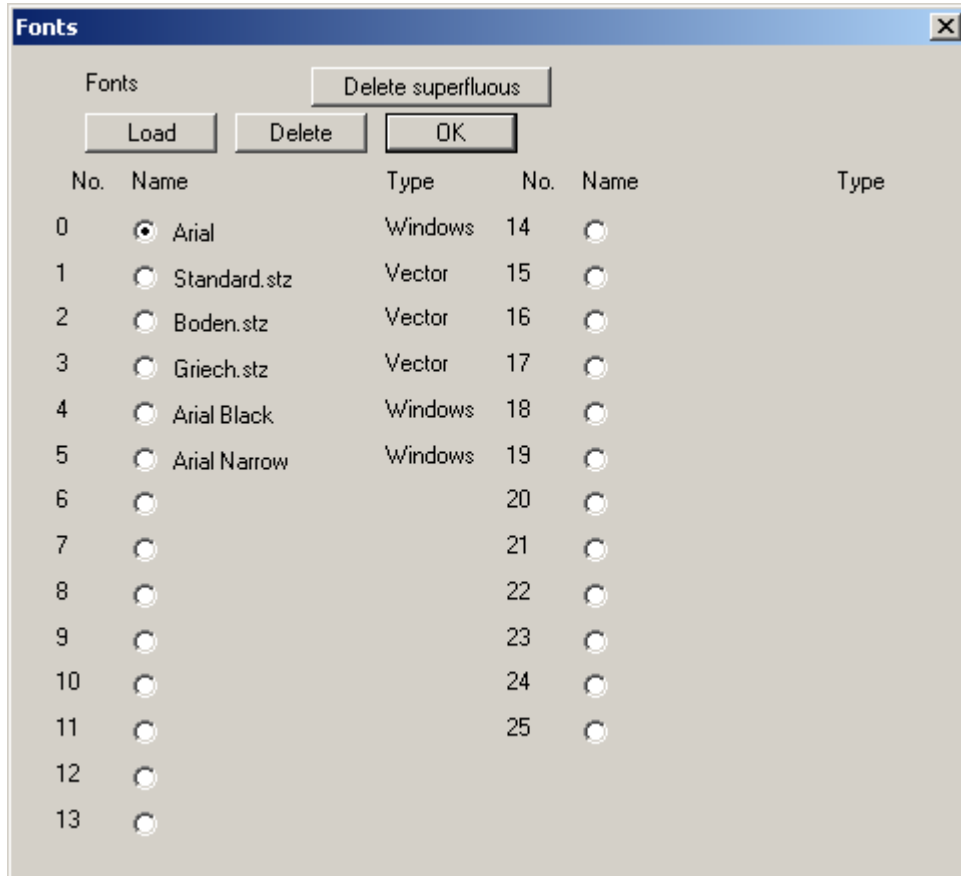 Fonts
Fonts Delete superfluous
Load Delete OK
No. Name Type No. Name Type
0 Arial Windows 14
1 Standard.stz Vector 15
2 Boden.stz Vector 16
3 Griech.stz Vector 17
4 Arial Black Windows 18
5 Arial Narrow Windows 19
6 20
7 21
8 22
9 23
10 24
11 25
12
13